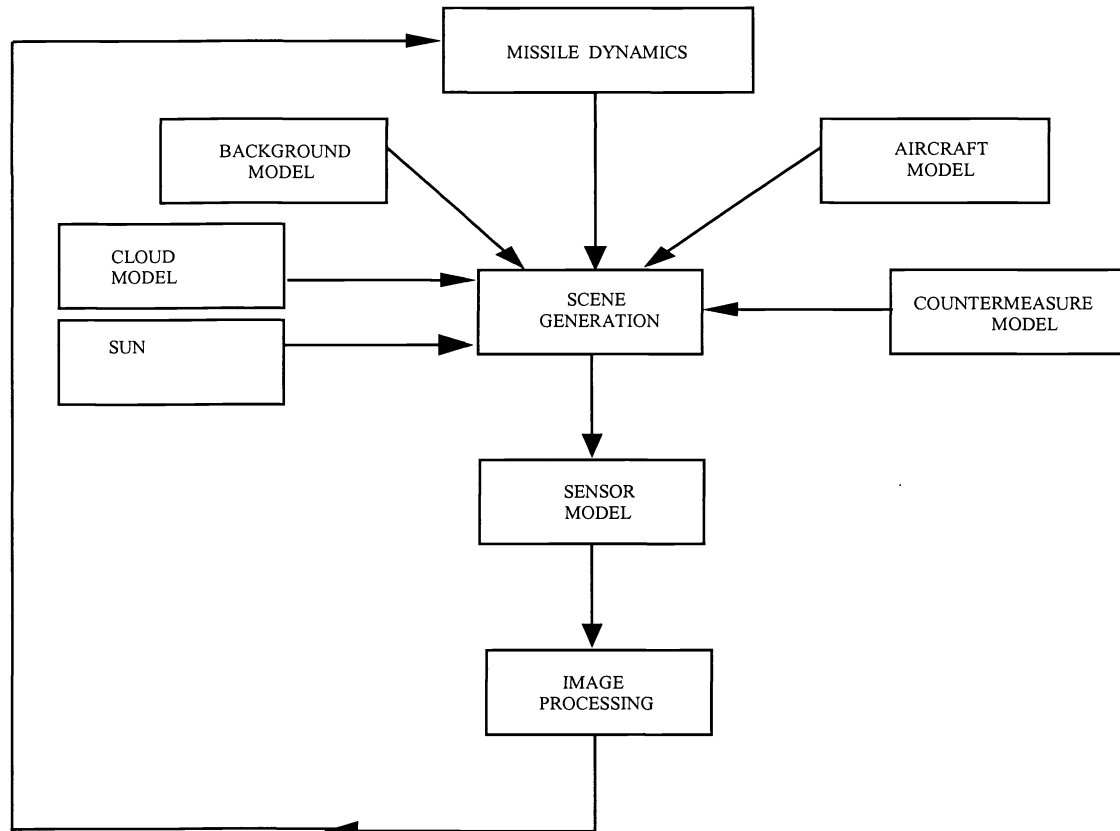 MISSILE DYNAMICS
BACKGROUND
MODEL
AIRCRAFT
MODEL
CLOUD
MODEL
SUN
SCENE
GENERATION
COUNTERMEASURE
MODEL
SENSOR
MODEL
IMAGE
PROCESSING